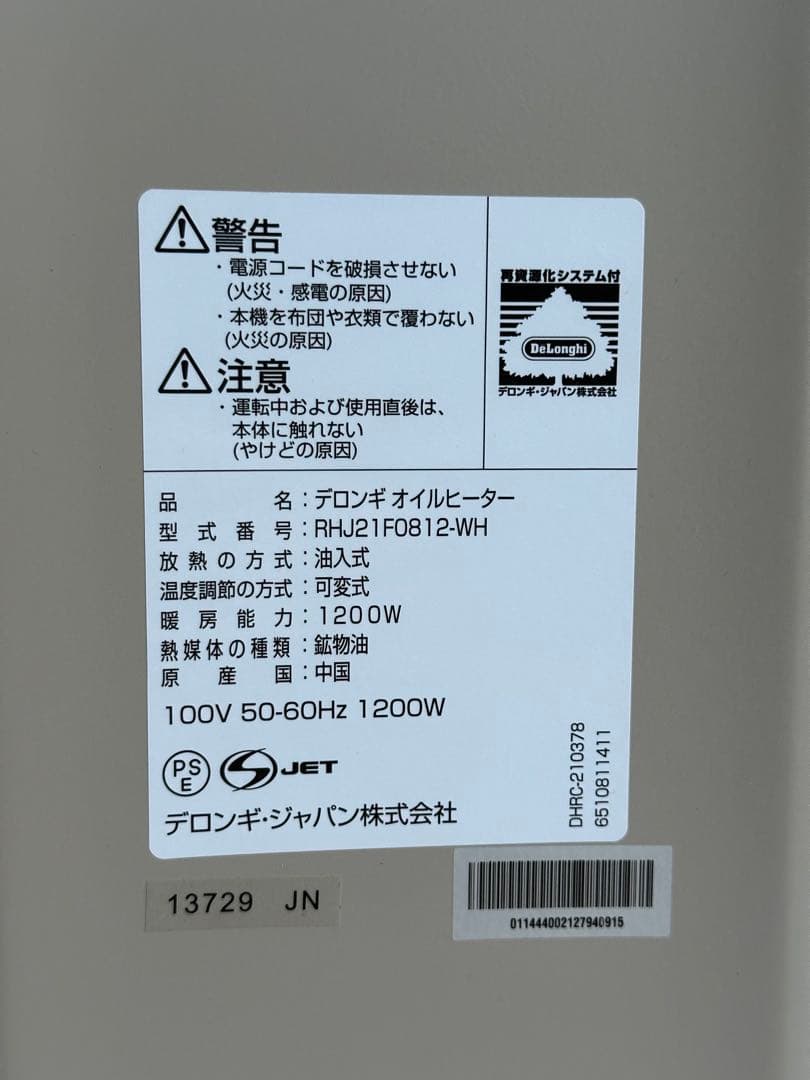 警告
・電源コードを破損させない
(火災・感電の原因)
・本機を布団や衣類で覆わない
(火災の原因)
注意
・運転中および使用直後は、
本体に触れない
(やけどの原因)
再資源化システム付
DeLonghi
デロンギ・ジャパン株式会社
品名：デロンギ オイルヒーター
型式番号：RHJ21F0812-WH
放熱の方式：油入式
温度調節の方式：可変式
暖房能力：1200W
熱媒体の種類：鉱物油
原産国：中国
100V 50-60Hz 1200W
PSE
S JET
デロンギ・ジャパン株式会社
DHRC-210378
6510811411
13729 JN
011444002127940915